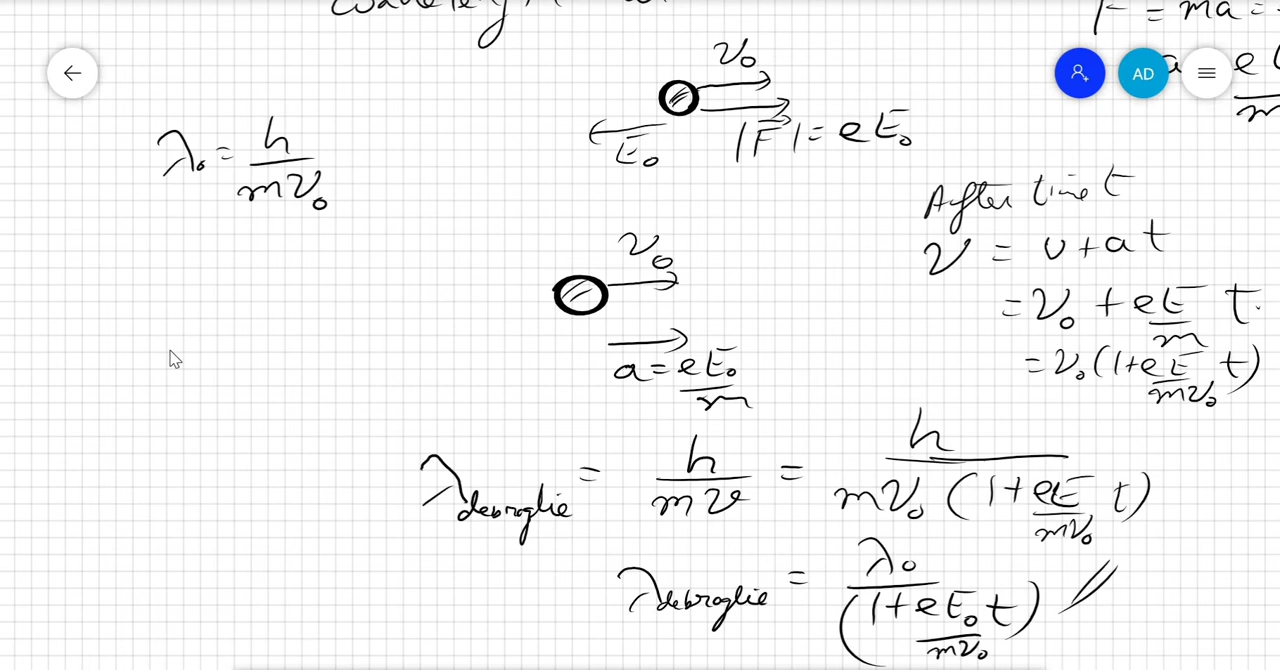 F = ma =
AD
a e
m
v₀
|F⃗| = eE₀
E₀
λ₀ = h/mv₀
After time t
v = u + at
= v₀ + eE/m t.
= v₀(1+eE/mv₀ t)
v₀
a = eE₀/m
λdebroglie = h/mv = h/mv₀(1+eE/mv₀ t)
λdebroglie = λ₀/(1+eE₀/mv₀ t)